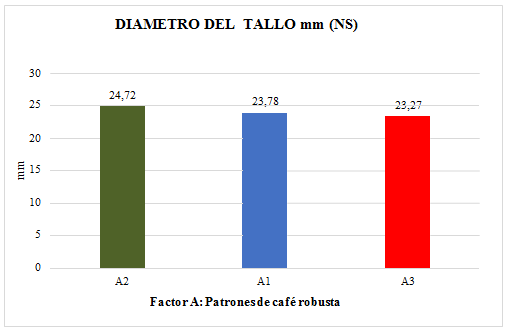 DIAMETRO DEL TALLO mm (NS)
30
25
20
15
10
5
0
mm
24,72
23,78
23,27
A2
A1
A3
Factor A: Patrones de café robusta